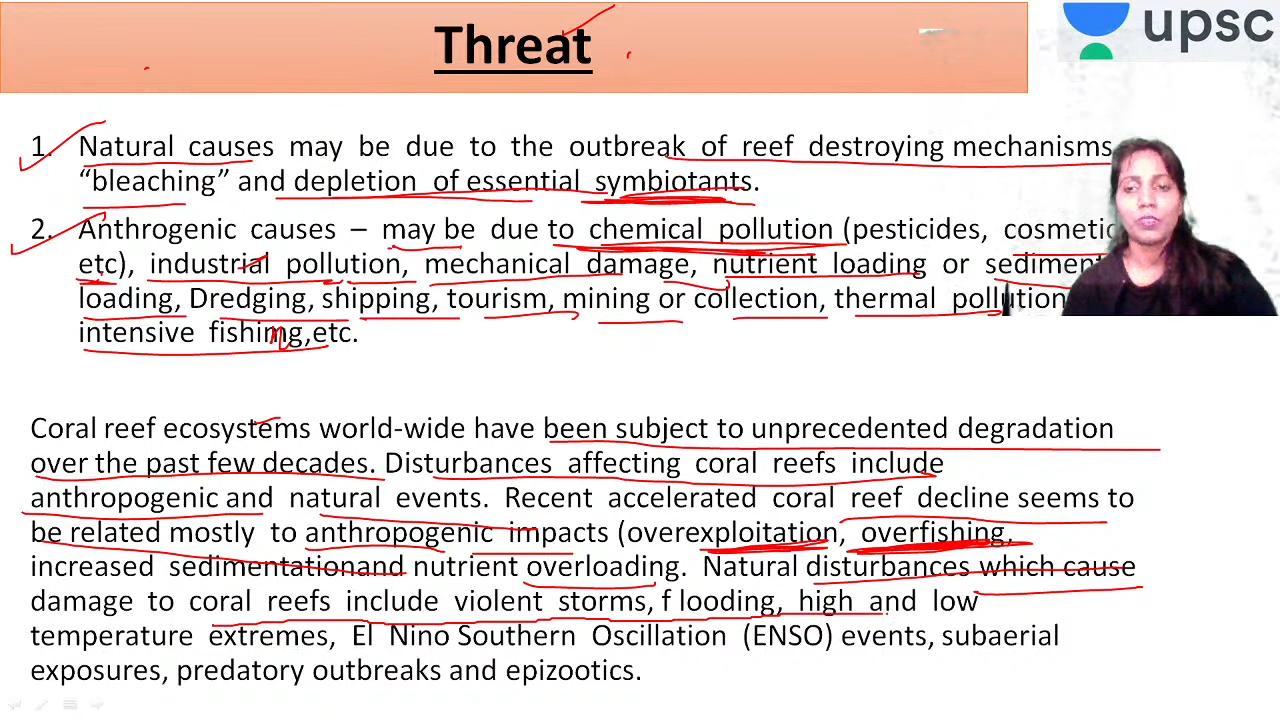 Threat
upsc
1. Natural causes may be due to the outbreak of reef destroying mechanisms
“bleaching” and depletion of essential symbiotants.
2. Anthrogenic causes – may be due to chemical pollution (pesticides, cosmetic
etc), industrial pollution, mechanical damage, nutrient loading or sediment
loading, Dredging, shipping, tourism, mining or collection, thermal pollution
intensive fishimg,etc.
Coral reef ecosystems world-wide have been subject to unprecedented degradation
over the past few decades. Disturbances affecting coral reefs include
anthropogenic and natural events. Recent accelerated coral reef decline seems to
be related mostly to anthropogenic impacts (overexploitation, overfishing,
increased sedimentationand nutrient overloading. Natural disturbances which cause
damage to coral reefs include violent storms, f looding, high and low
temperature extremes, El Nino Southern Oscillation (ENSO) events, subaerial
exposures, predatory outbreaks and epizootics.